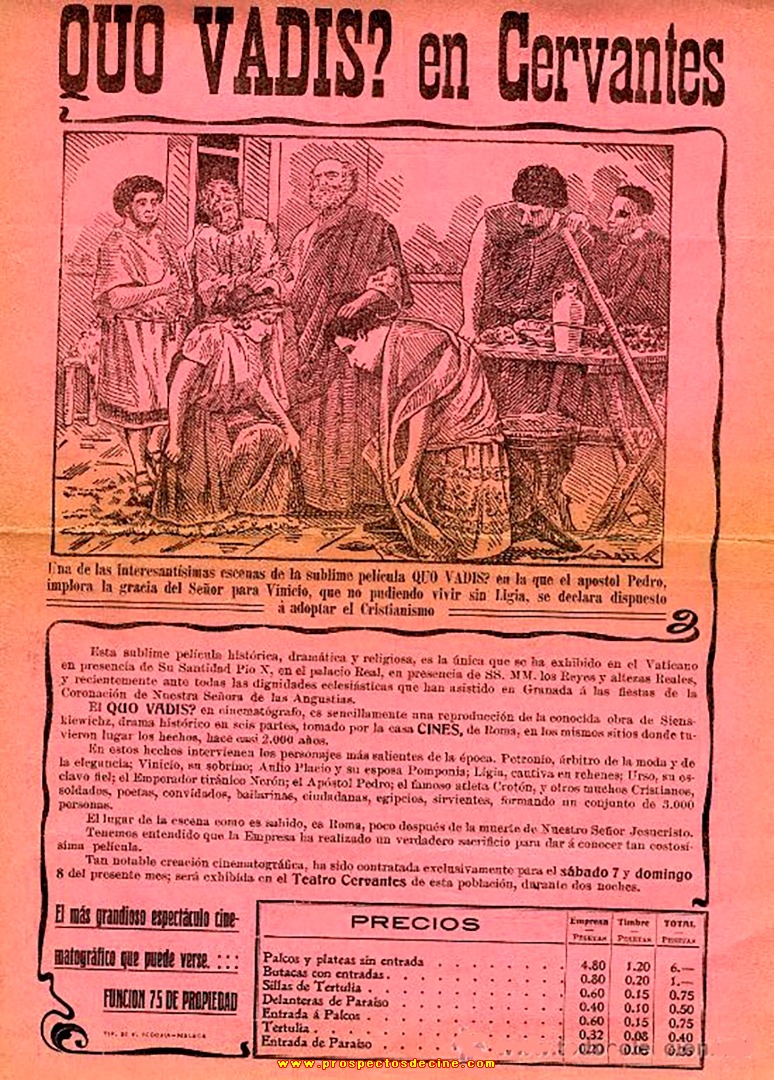 QUO VADIS? en Cervantes
Una de las interesantísimas escenas de la sublime película QUO VADIS? en la que el apostol Pedro,
implora la gracia del Señor para Vinicio, que no pudiendo vivir sin Ligia, se declara dispuesto
á adoptar el Cristianismo
Esta sublime película histórica, dramática y religiosa, es la única que se ha exhibido en el Vaticano
en presencia de Su Santidad Pio X, en el palacio Real, en presencia de SS. MM. los Reyes y altezas Reales,
y recientemente ante todas las dignidades eclesiásticas que han asistido en Granada á las fiestas de la
Coronación de Nuestra Señora de las Angustias.
El QUO VADIS? en cinematógrafo, es sencillamente una reproducción de la conocida obra de Siens-
kiewichz, drama histórico en seis partes, tomado por la casa CINES, de Roma, en los mismos sitios donde tu-
vieron lugar los hechos, hace casi 2.000 años.
En estos hechos intervienen los personajes más salientes de la época. Petronio, árbitro de la moda y de
la elegancia; Vinicio, su sobrino; Aulio Placio y su esposa Pomponia; Ligia, cautiva en rehenes; Urso, su es-
clavo fiel; el Emperador tiránico Nerón; el Apóstol Pedro; el famoso atleta Crotón, y otros muchos Cristianos,
soldados, poetas, convidados, bailarinas, ciudadanas, egipcios, sirvientes, formando un conjunto de 3.000
personas.
El lugar de la escena como es sabido, es Roma, poco después de la muerte de Nuestro Señor Jesucristo.
Tenemos entendido que la Empresa ha realizado un verdadero sacrificio para dar á conocer tan costosí-
sima película.
Tan notable creación cinematográfica, ha sido contratada exclusivamente para el sábado 7 y domingo
8 del presente mes; será exhibida en el Teatro Cervantes de esta población, durante dos noches.
El más grandioso espectáculo cine-
matográfico que puede verse. : : :
FUNCION 75 DE PROPIEDAD
PRECIOS
Empresa Timbre TOTAL
PESETAS PESETAS PESETAS
Palcos y plateas sin entrada 4.80 1.20 6.—
Butacas con entradas 0.80 0.20 1.—
Sillas de Tertulia 0.60 0.15 0.75
Delanteras de Paraiso 0.40 0.10 0.50
Entrada á Palcos 0.60 0.15 0.75
Tertulia 0.32 0.08 0.40
Entrada de Paraiso
www.prospectosdecine.com